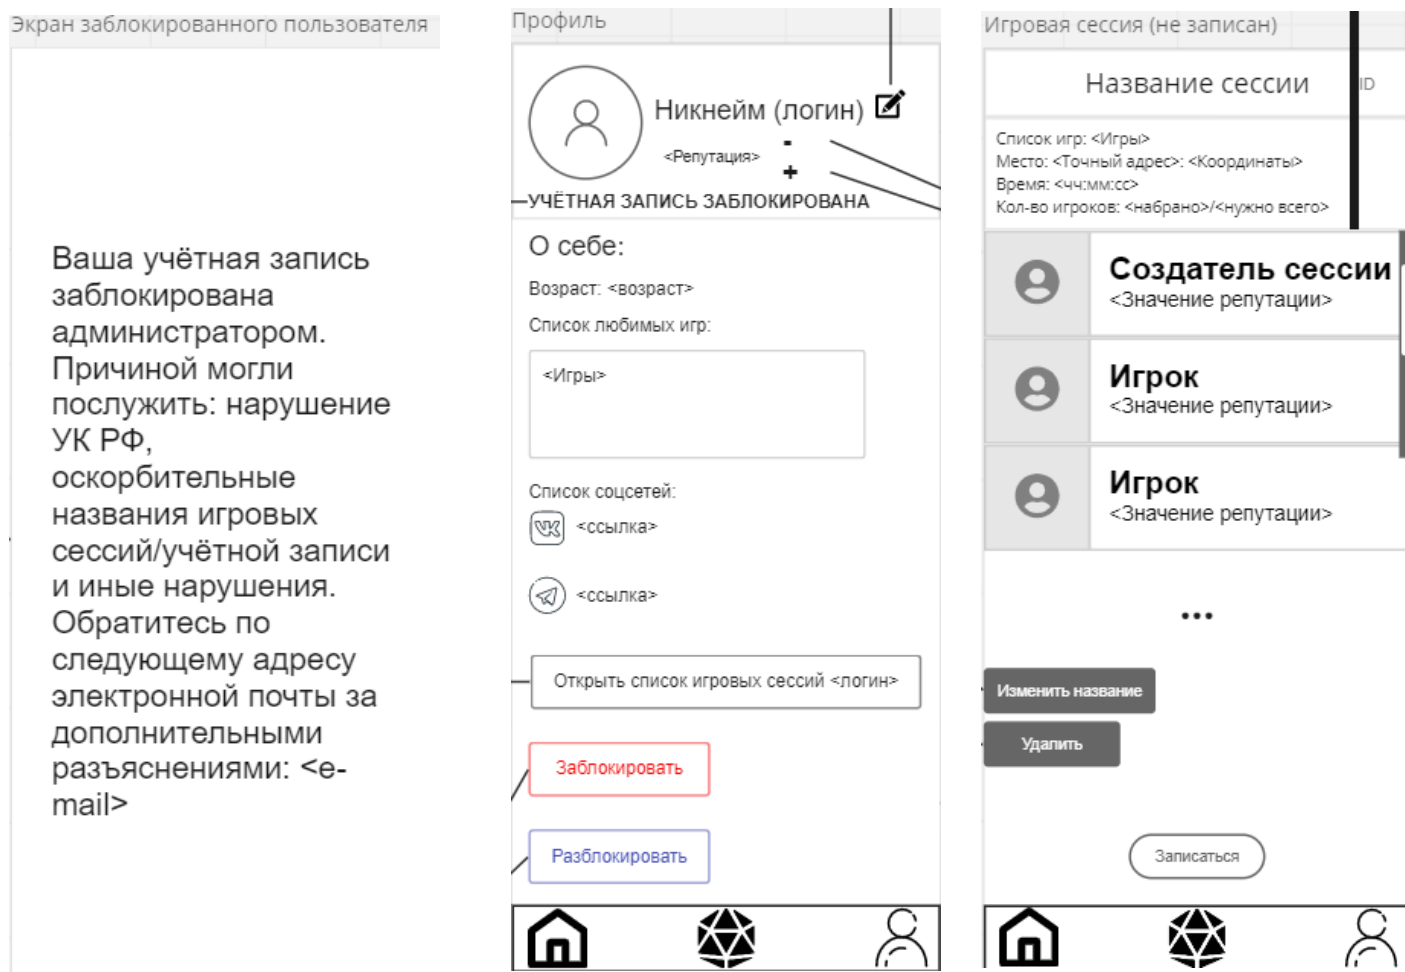 Экран заблокированного пользователя
Ваша учётная запись
заблокирована
администратором.
Причиной могли
послужить: нарушение
УК РФ,
оскорбительные
названия игровых
сессий/учётной записи
и иные нарушения.
Обратитесь по
следующему адресу
электронной почты за
дополнительными
разъяснениями: <e-
mail>
Профиль
Никнейм (логин)
-
<Репутация>
+
УЧЁТНАЯ ЗАПИСЬ ЗАБЛОКИРОВАНА
О себе:
Возраст: <возраст>
Список любимых игр:
<Игры>
Список соцсетей:
<ссылка>
<ссылка>
Открыть список игровых сессий <логин>
Заблокировать
Разблокировать
Игровая сессия (не записан)
Название сессии
ID
Список игр: <Игры>
Место: <Точный адрес>: <Координаты>
Время: <чч:мм:сс>
Кол-во игроков: <набрано>/<нужно всего>
Создатель сессии
<Значение репутации>
Игрок
<Значение репутации>
Игрок
<Значение репутации>
...
Изменить название
Удалить
Записаться